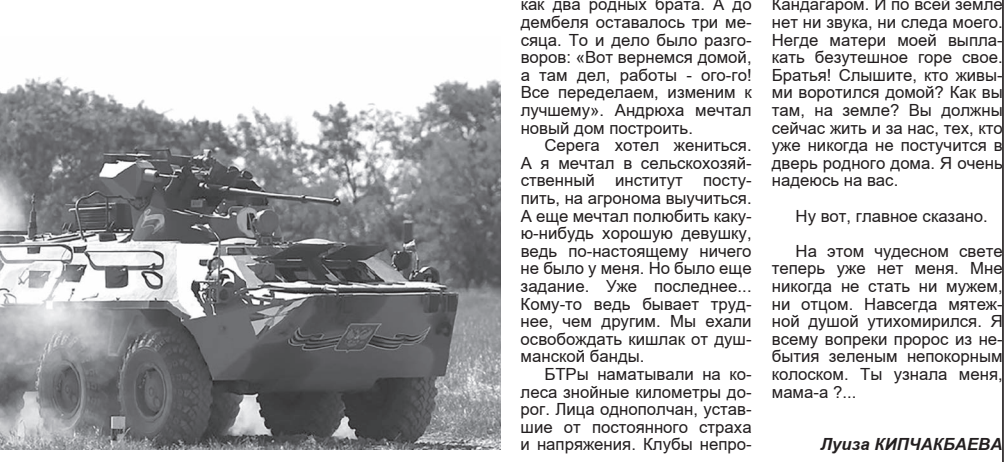 как два родных брата. А до
дембеля оставалось три ме-
сяца. То и дело было разго-
воров: «Вот вернемся домой,
а там дел, работы - ого-го!
Все переделаем, изменим к
лучшему». Андрюха мечтал
новый дом построить.
Серега хотел жениться.
А я мечтал в сельскохозяй-
ственный институт посту-
пить, на агронома выучиться.
А еще мечтал полюбить каку-
ю-нибудь хорошую девушку,
ведь по-настоящему ничего
не было у меня. Но было еще
задание. Уже последнее...
Кому-то ведь бывает труд-
нее, чем другим. Мы ехали
освобождать кишлак от душ-
манской банды.
БТРы наматывали на ко-
леса знойные километры до-
рог. Лица однополчан, устав-
шие от постоянного страха
и напряжения. Клубы непро-
Кандагаром. И по всей земле
нет ни звука, ни следа моего.
Негде матери моей выпла-
кать безутешное горе свое.
Братья! Слышите, кто живы-
ми воротился домой? Как вы
там, на земле? Вы должны
сейчас жить и за нас, тех, кто
уже никогда не постучится в
дверь родного дома. Я очень
надеюсь на вас.
Ну вот, главное сказано.
На этом чудесном свете
теперь уже нет меня. Мне
никогда не стать ни мужем,
ни отцом. Навсегда мятеж-
ной душой утихомирился. Я
всему вопреки пророс из не-
бытия зеленым непокорным
колоском. Ты узнала меня,
мама-а ?...
Луиза КИПЧАКБАЕВА